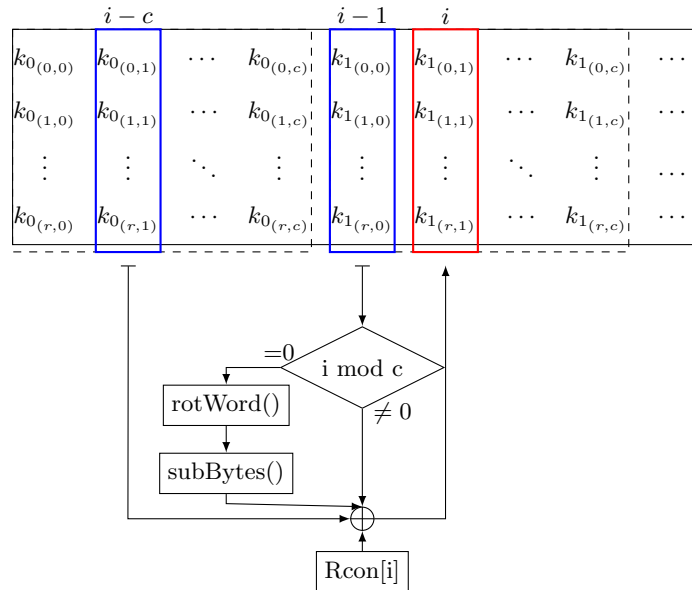 i − c i − 1 i
k0(0,0) k0(0,1) ⋯ k0(0,c) k1(0,0) k1(0,1) ⋯ k1(0,c) ⋯
k0(1,0) k0(1,1) ⋯ k0(1,c) k1(1,0) k1(1,1) ⋯ k1(1,c) ⋯
⋮ ⋮ ⋱ ⋮ ⋮ ⋮ ⋱ ⋮ ⋯
k0(r,0) k0(r,1) ⋯ k0(r,c) k1(r,0) k1(r,1) ⋯ k1(r,c) ⋯
=0
i mod c
rotWord()
≠ 0
subBytes()
Rcon[i]